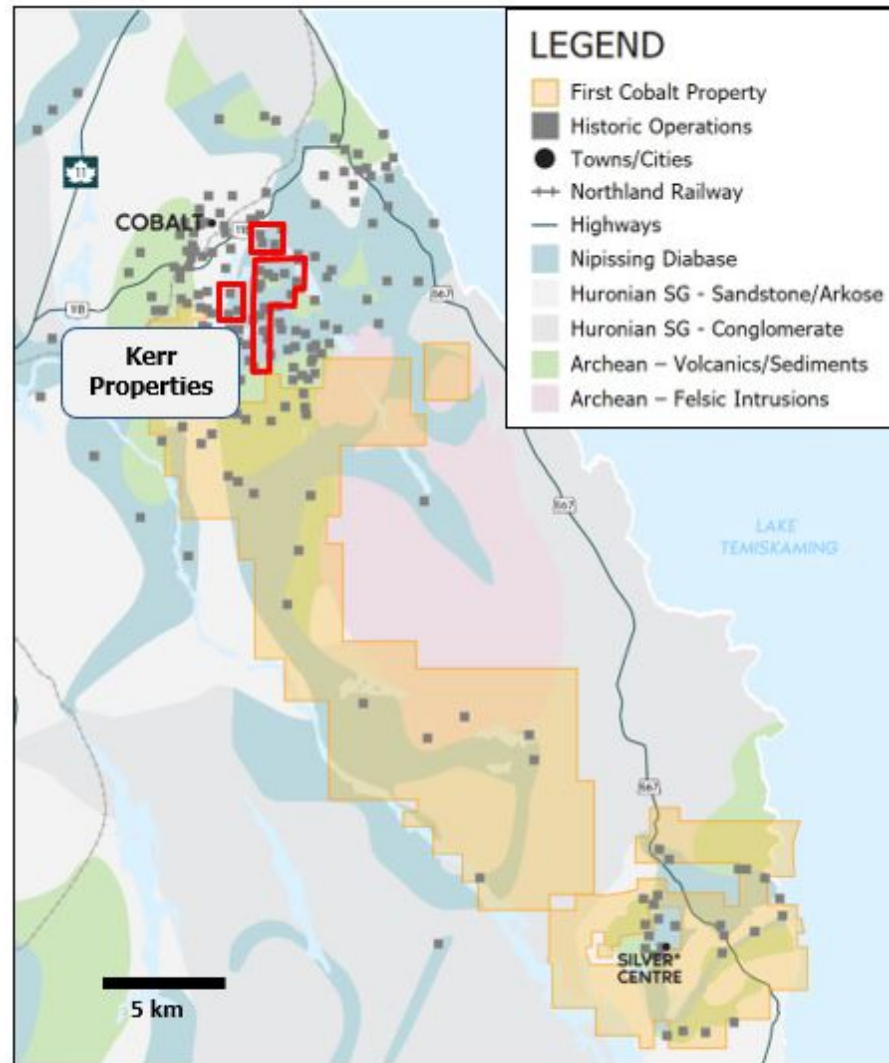 LEGEND
First Cobalt Property
Historic Operations
Towns/Cities
Northland Railway
Highways
Nipissing Diabase
Huronian SG - Sandstone/Arkose
Huronian SG - Conglomerate
Archean – Volcanics/Sediments
Archean – Felsic Intrusions
11
COBALT
11B
567
11B
Kerr
Properties
567
LAKE
TEMISKAMING
567
SILVER
CENTRE
5 km